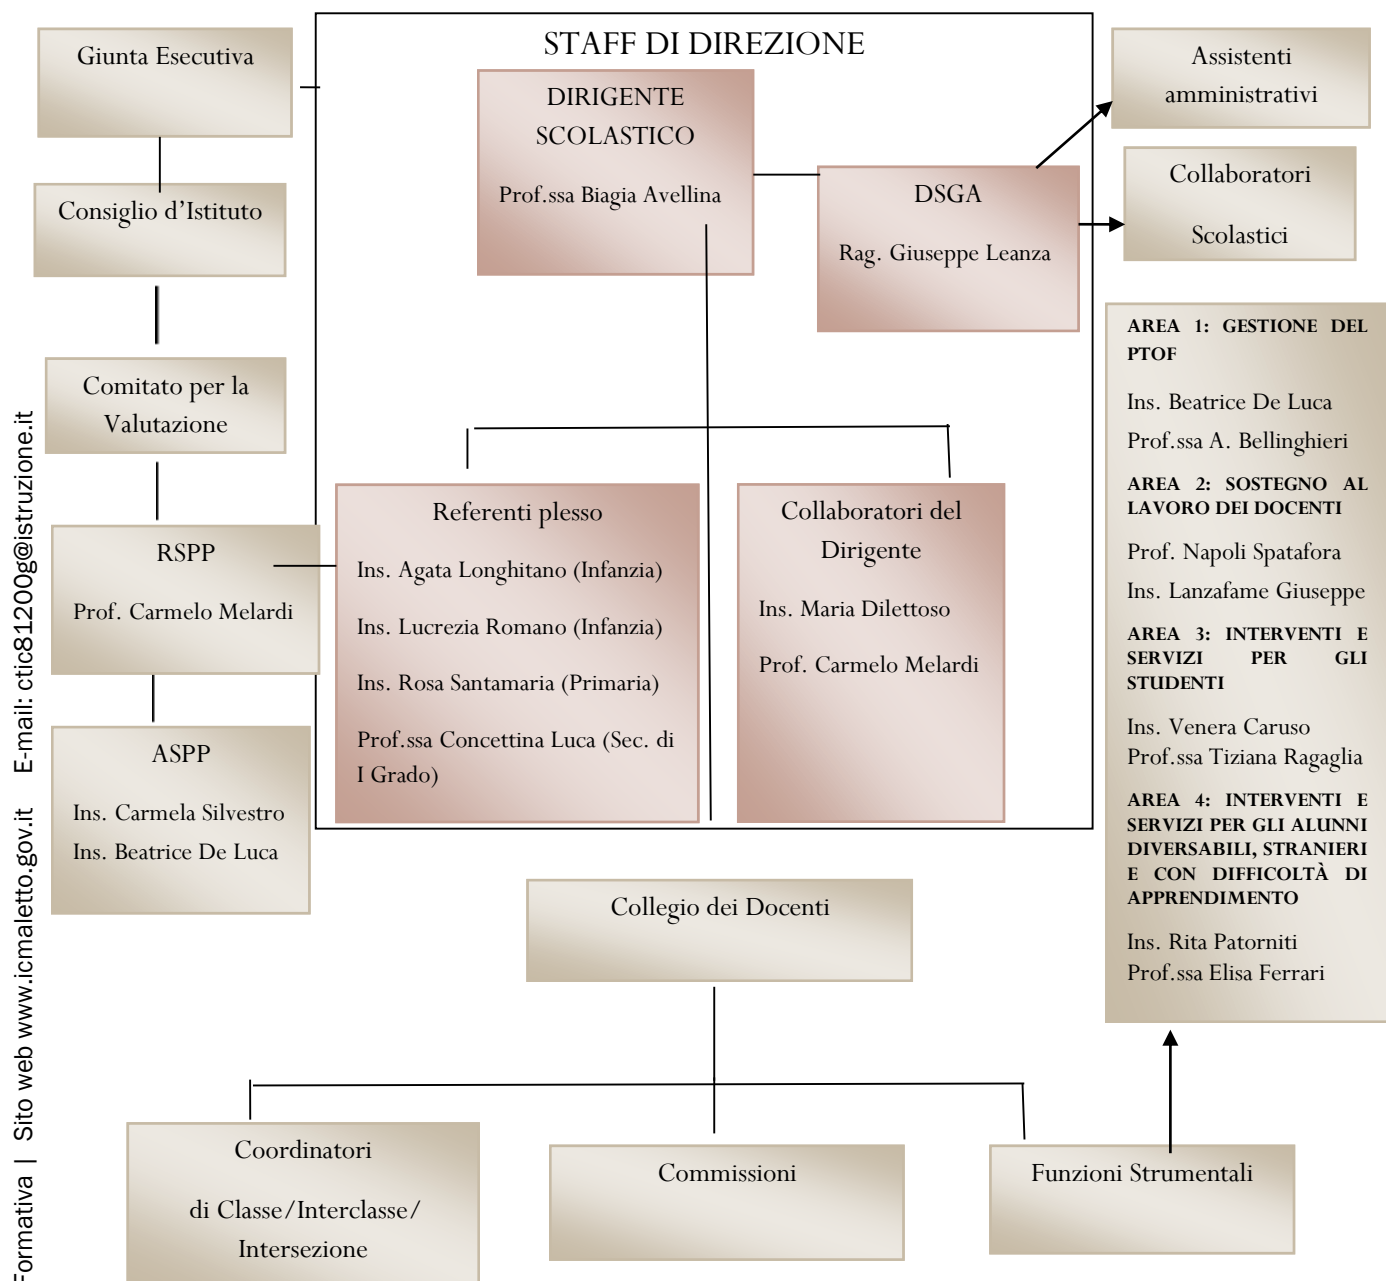 Giunta Esecutiva
Consiglio d'Istituto
Comitato per la
Valutazione
RSPP
Prof. Carmelo Melardi
ASPP
Ins. Carmela Silvestro
Ins. Beatrice De Luca
STAFF DI DIREZIONE
DIRIGENTE
SCOLASTICO
Prof.ssa Biagia Avellina
DSGA
Rag. Giuseppe Leanza
Referenti plesso
Ins. Agata Longhitano (Infanzia)
Ins. Lucrezia Romano (Infanzia)
Ins. Rosa Santamaria (Primaria)
Prof.ssa Concettina Luca (Sec. di
I Grado)
Collaboratori del
Dirigente
Ins. Maria Dilettoso
Prof. Carmelo Melardi
Assistenti
amministrativi
Collaboratori
Scolastici
AREA 1: GESTIONE DEL
PTOF
Ins. Beatrice De Luca
Prof.ssa A. Bellinghieri
AREA 2: SOSTEGNO AL
LAVORO DEI DOCENTI
Prof. Napoli Spatafora
Ins. Lanzafame Giuseppe
AREA 3: INTERVENTI E
SERVIZI PER GLI
STUDENTI
Ins. Venera Caruso
Prof.ssa Tiziana Ragaglia
AREA 4: INTERVENTI E
SERVIZI PER GLI ALUNNI
DIVERSABILI, STRANIERI
E CON DIFFICOLTÀ DI
APPRENDIMENTO
Ins. Rita Patorniti
Prof.ssa Elisa Ferrari
Collegio dei Docenti
Coordinatori
di Classe/Interclasse/
Intersezione
Commissioni
Funzioni Strumentali
Formativa | Sito web www.icmaletto.gov.it E-mail: ctic81200g@istruzione.it